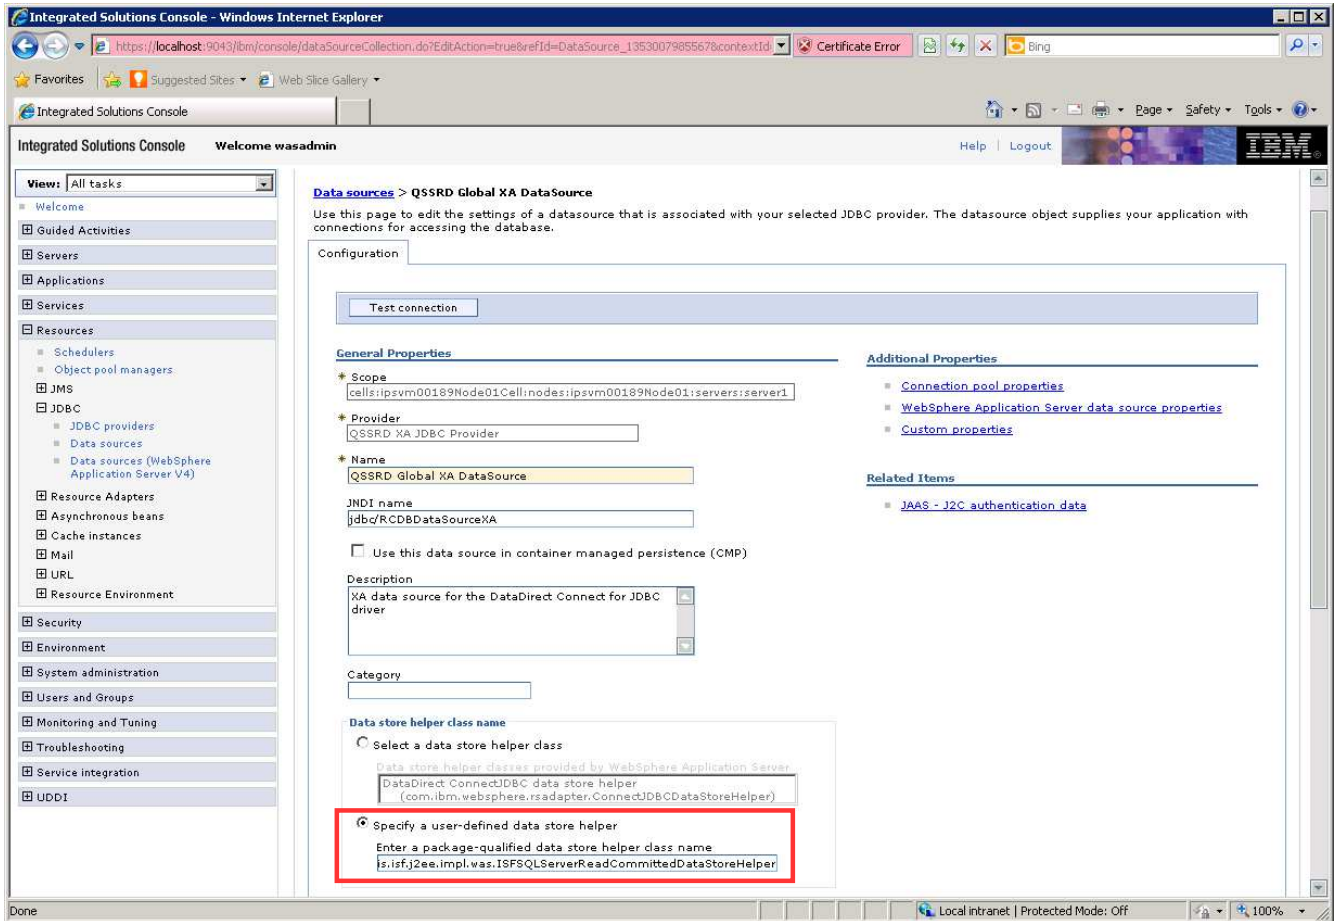 Integrated Solutions Console - Windows Internet Explorer
https://localhost:9043/ibm/console/dataSourceCollection.do?EditAction=true&refId=DataSource_1353007985567&contextId
Certificate Error
Bing
Favorites
Suggested Sites
Web Slice Gallery
Integrated Solutions Console
Page
Safety
Tools
Integrated Solutions Console Welcome wasadmin
Help | Logout
IBM
View: All tasks
Welcome
Guided Activities
Servers
Applications
Services
Resources
Schedulers
Object pool managers
JMS
JDBC
JDBC providers
Data sources
Data sources (WebSphere
Application Server V4)
Resource Adapters
Asynchronous beans
Cache instances
Mail
URL
Resource Environment
Security
Environment
System administration
Users and Groups
Monitoring and Tuning
Troubleshooting
Service integration
UDDI
Data sources > QSSRD Global XA DataSource
Use this page to edit the settings of a datasource that is associated with your selected JDBC provider. The datasource object supplies your application with
connections for accessing the database.
Configuration
Test connection
General Properties
* Scope
cells:ipsvm00189Node01Cell:nodes:ipsvm00189Node01:servers:server1
* Provider
QSSRD XA JDBC Provider
* Name
QSSRD Global XA DataSource
JNDI name
jdbc/RCDBDataSourceXA
Use this data source in container managed persistence (CMP)
Description
XA data source for the DataDirect Connect for JDBC
driver
Category
Data store helper class name
Select a data store helper class
Data store helper classes provided by WebSphere Application Server
DataDirect ConnectJDBC data store helper
(com.ibm.websphere.rsadapter.ConnectJDBCDataStoreHelper)
Specify a user-defined data store helper
Enter a package-qualified data store helper class name
is.isf.j2ee.impl.was.ISFSQLServerReadCommittedDataStoreHelper
Additional Properties
Connection pool properties
WebSphere Application Server data source properties
Custom properties
Related Items
JAAS - J2C authentication data
Done
Local intranet | Protected Mode: Off
100%